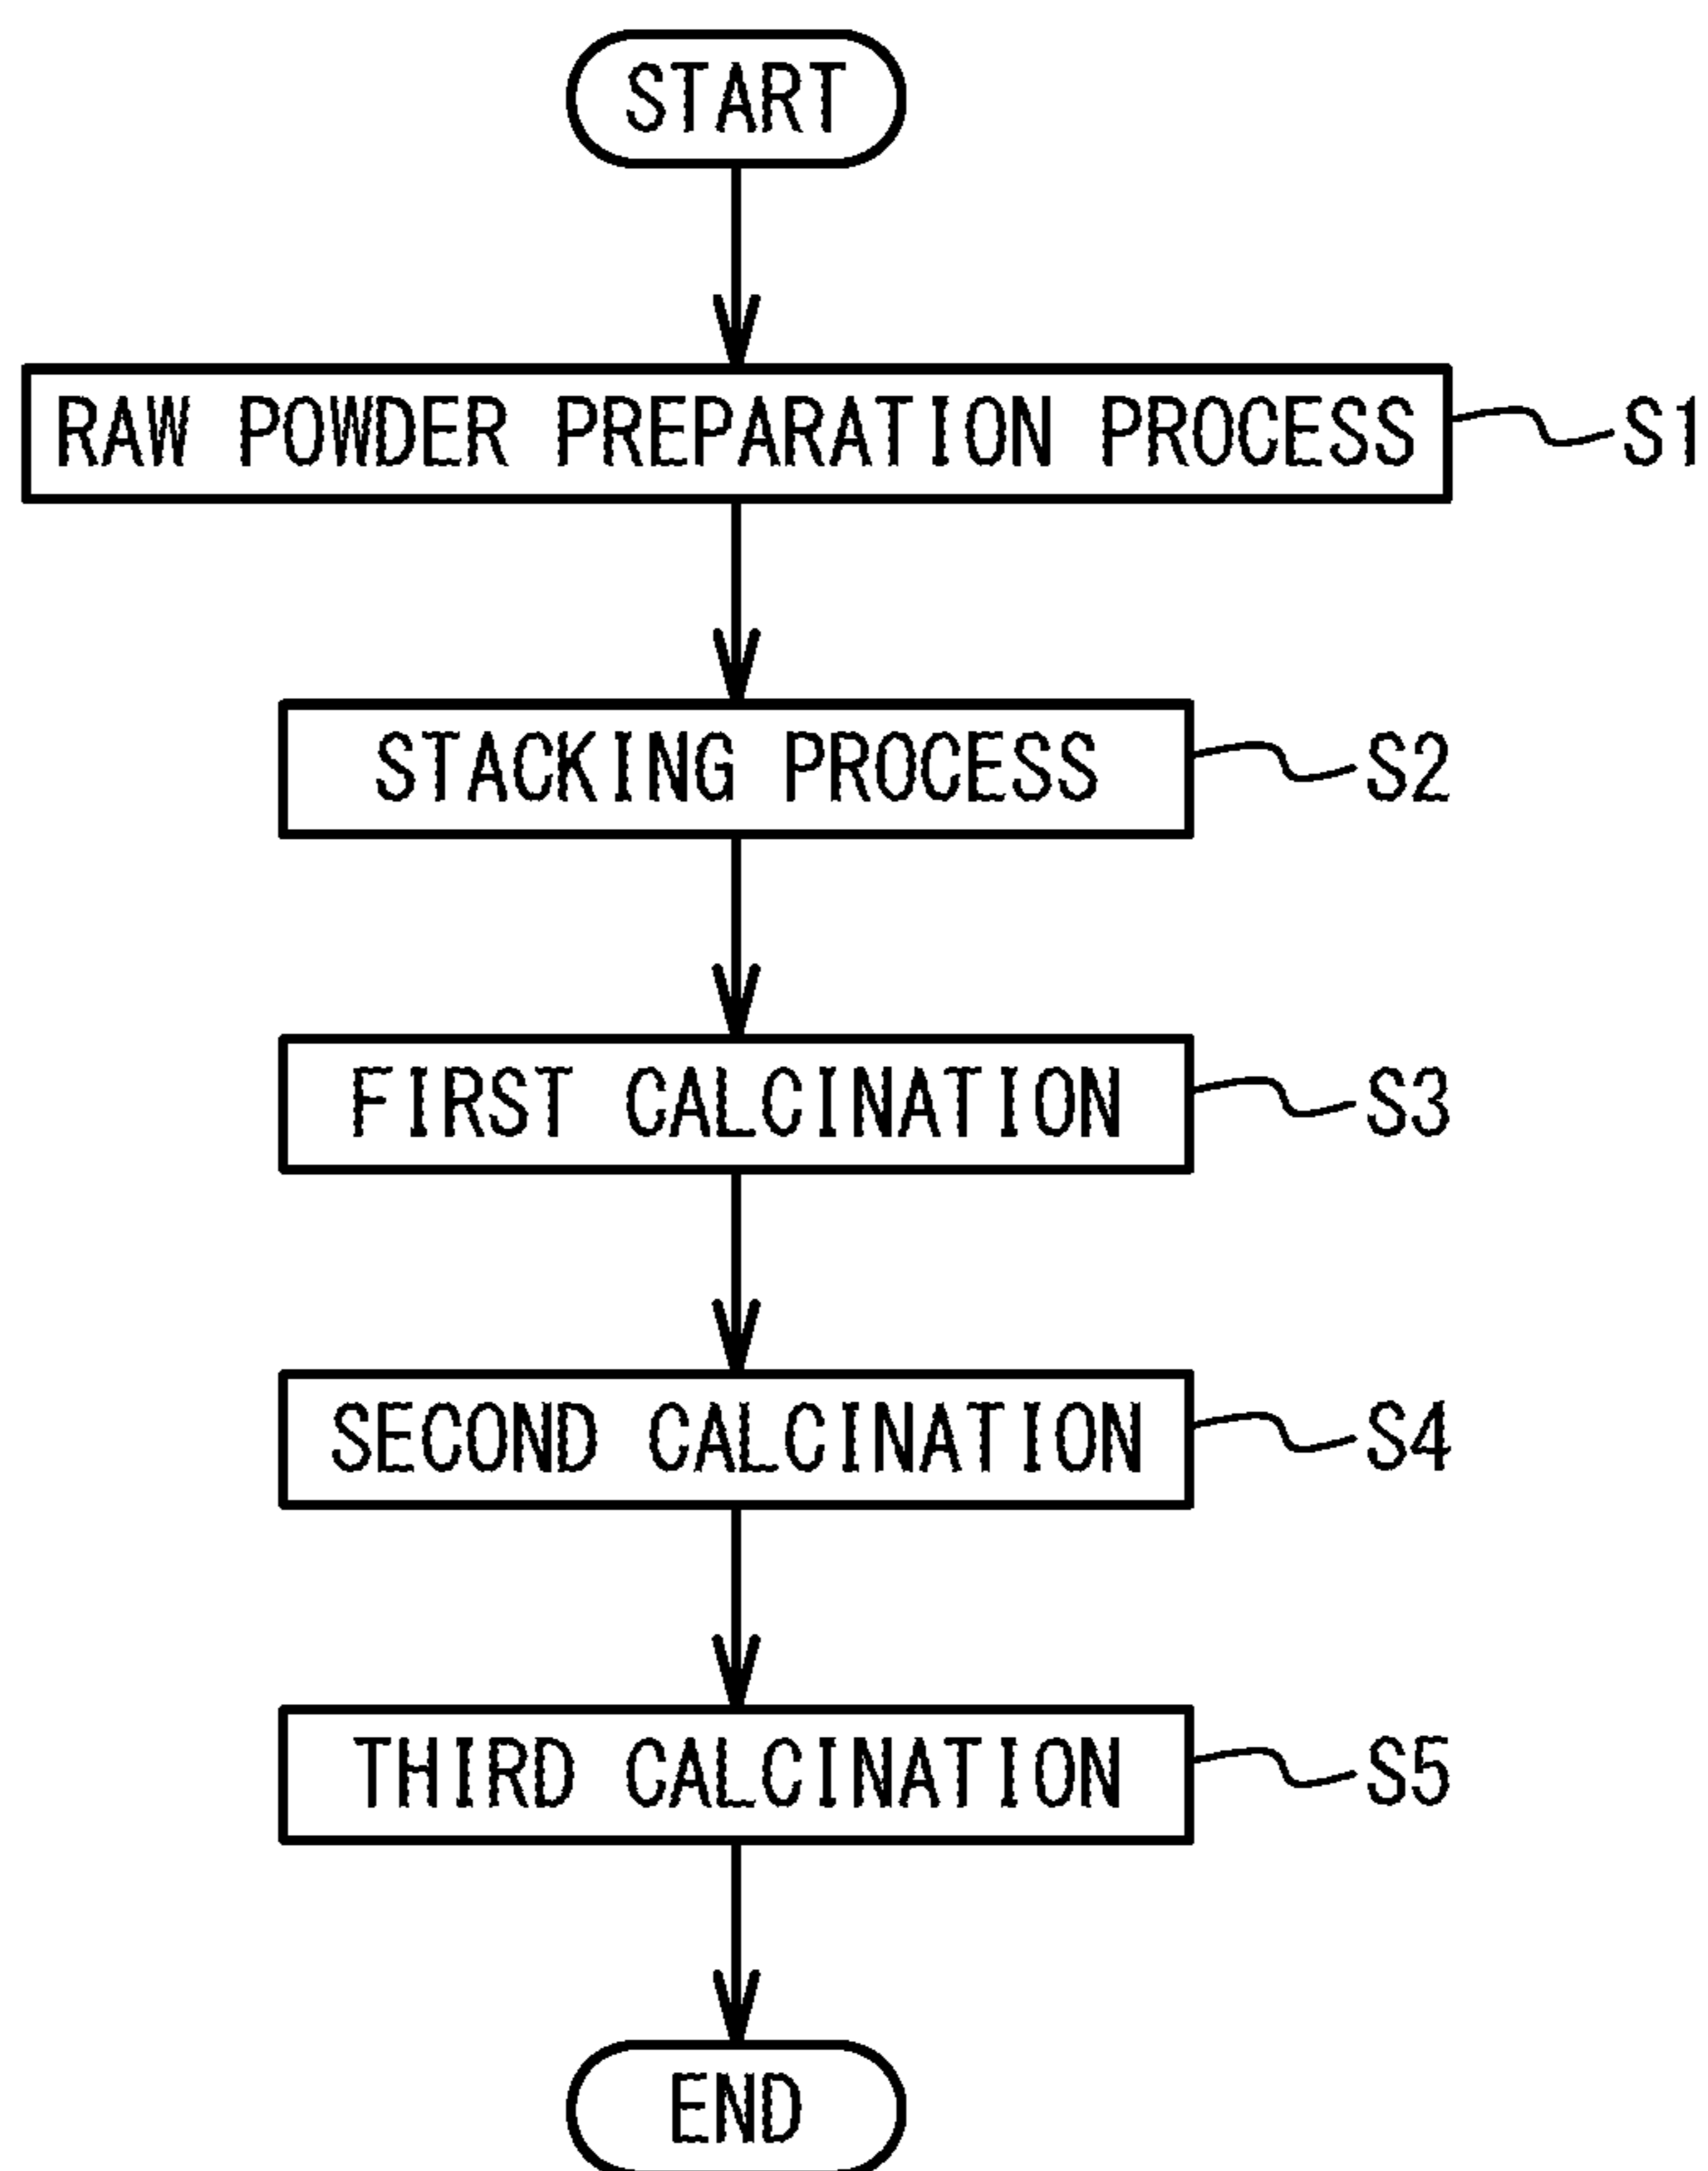 START
RAW POWDER PREPARATION PROCESS S1
STACKING PROCESS S2
FIRST CALCINATION S3
SECOND CALCINATION S4
THIRD CALCINATION S5
END